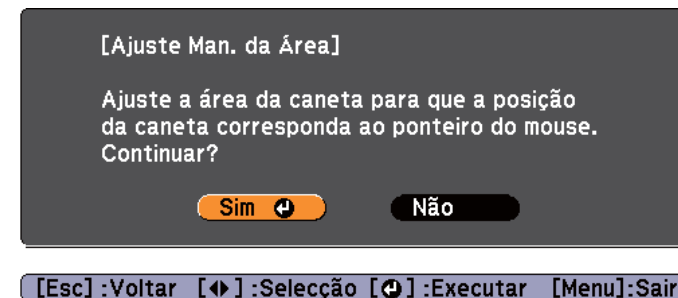 [Ajuste Man. da Área]
Ajuste a área da caneta para que a posição
da caneta corresponda ao ponteiro do mouse.
Continuar?
Sim Não
[Esc] :Voltar [◆] :Selecção [↵] :Executar [Menu]:Sair